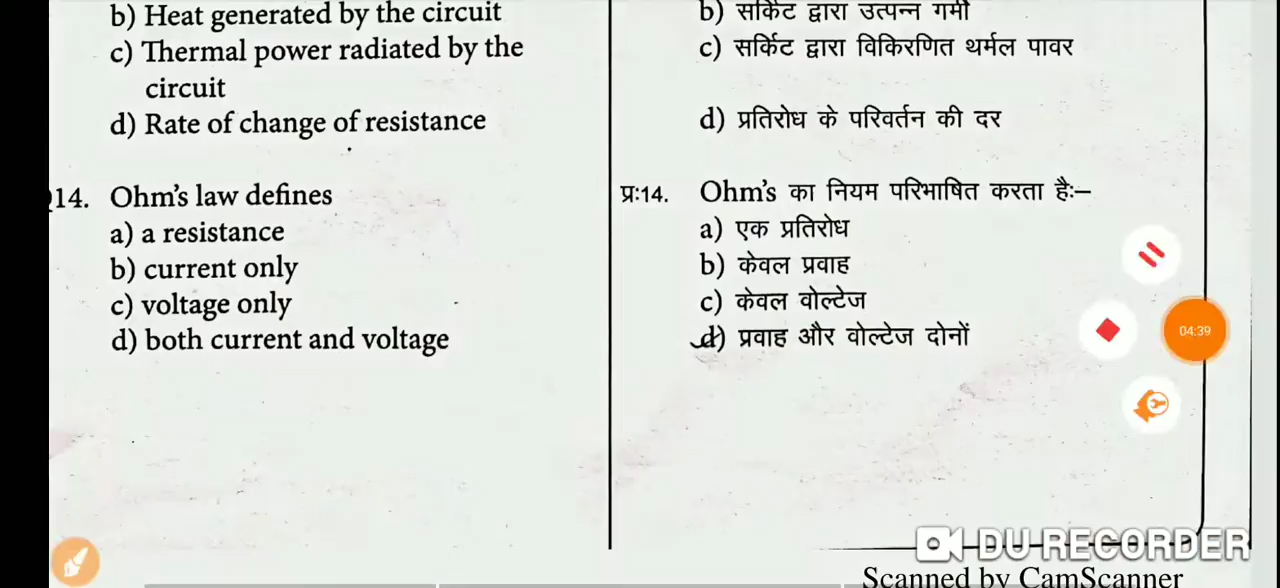 b) Heat generated by the circuit
c) Thermal power radiated by the
circuit
d) Rate of change of resistance
14. Ohm's law defines
a) a resistance
b) current only
c) voltage only
d) both current and voltage
b) सर्किट द्वारा उत्पन्न गर्मी
c) सर्किट द्वारा विकिरणित थर्मल पावर
d) प्रतिरोध के परिवर्तन की दर
प्र:14. Ohm's का नियम परिभाषित करता है:–
a) एक प्रतिरोध
b) केवल प्रवाह
c) केवल वोल्टेज
d) प्रवाह और वोल्टेज दोनों
04:39
DU RECORDER
Scanned by CamScanner